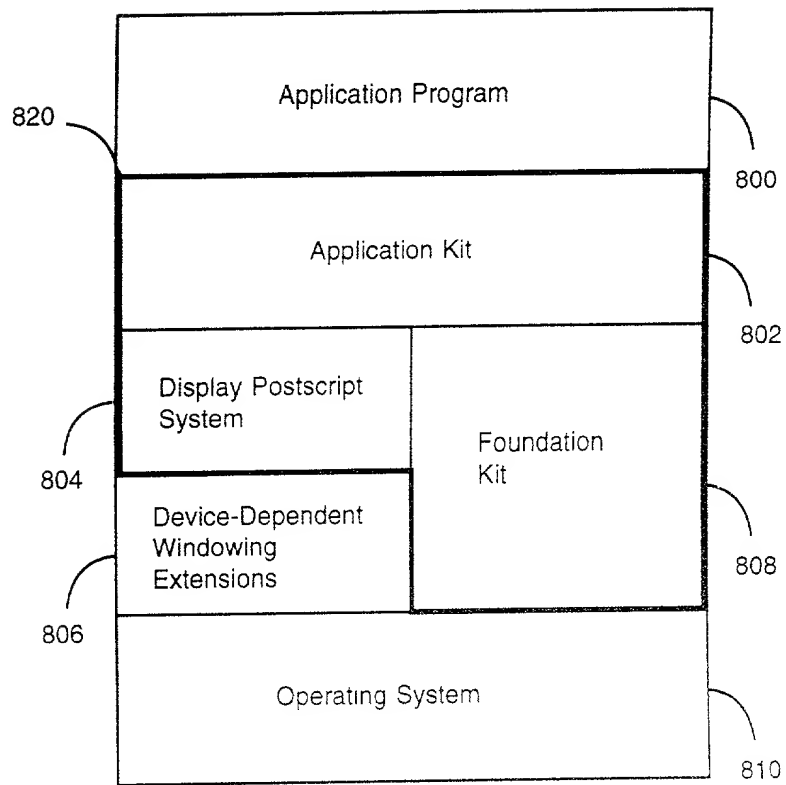 Application Program
820
800
Application Kit
802
Display Postscript
System
Foundation
Kit
804
Device-Dependent
Windowing
Extensions
808
806
Operating System
810